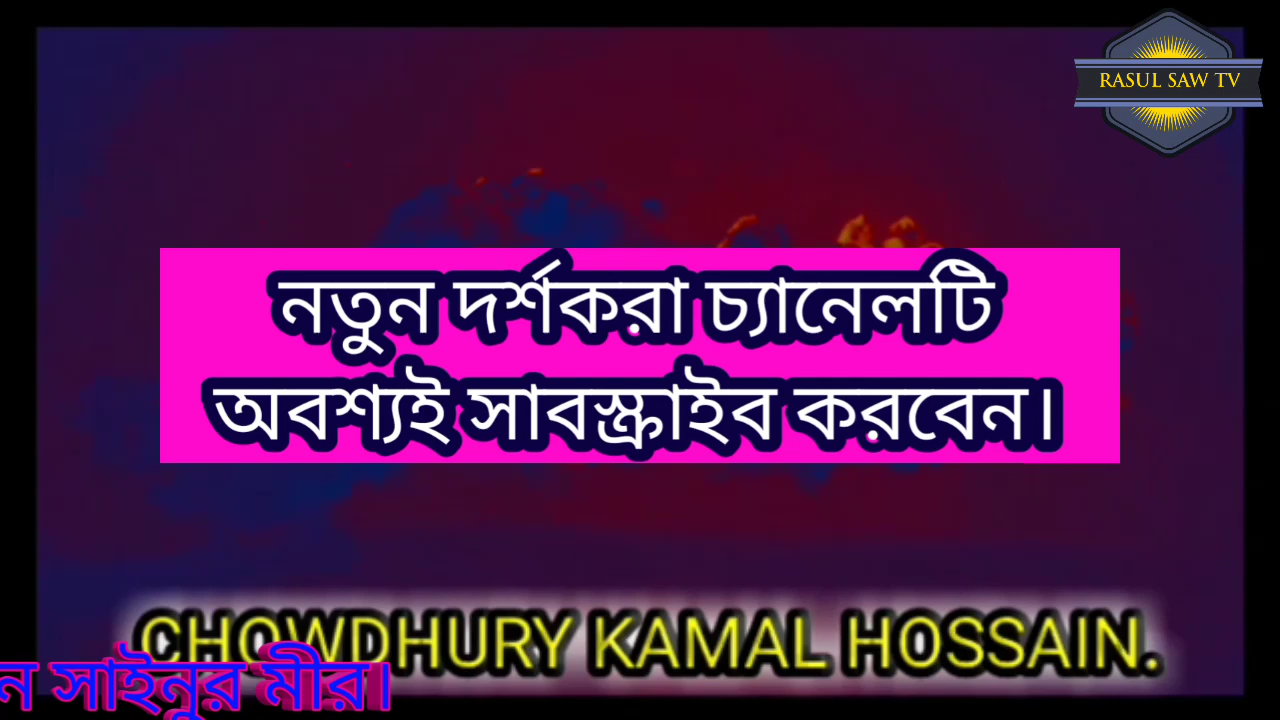 RASUL SAW TV
নতুন দর্শকরা চ্যানেলটি
অবশ্যই সাবস্ক্রাইব করবেন।
CHOWDHURY KAMAL HOSSAIN.
ন সাইনুর মীর।